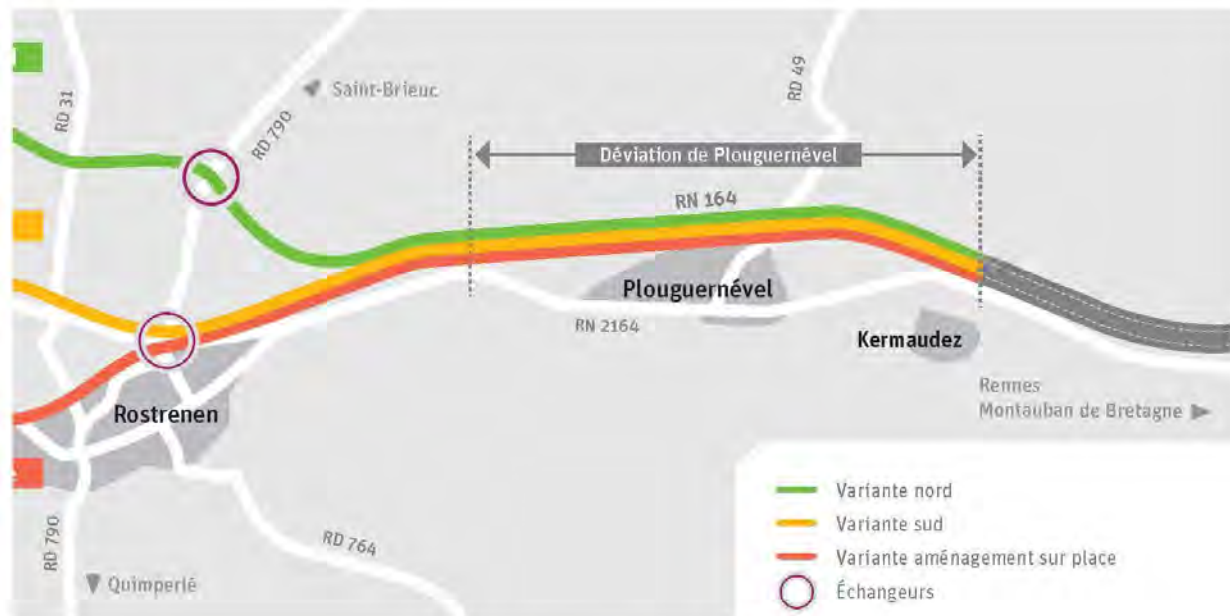 RD 31
RD 790
Saint-Brieuc
RD 49
Déviation de Plouguernével
RN 164
Plouguernével
RN 2164
Kermaudez
Rostrenen
Rennes
Montauban de Bretagne
RD 790
RD 764
Quimperlé
Variante nord
Variante sud
Variante aménagement sur place
Échangeurs